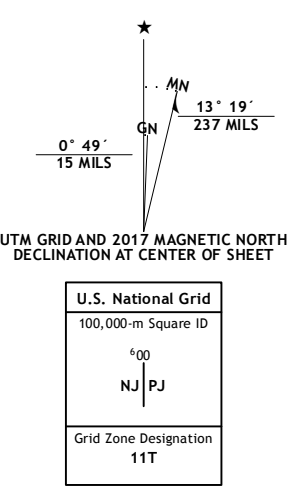 ★
MN
GN
13° 19´
237 MILS
0° 49´
15 MILS
UTM GRID AND 2017 MAGNETIC NORTH
DECLINATION AT CENTER OF SHEET
U.S. National Grid
100,000-m Square ID
⁶00
NJ PJ
Grid Zone Designation
11T